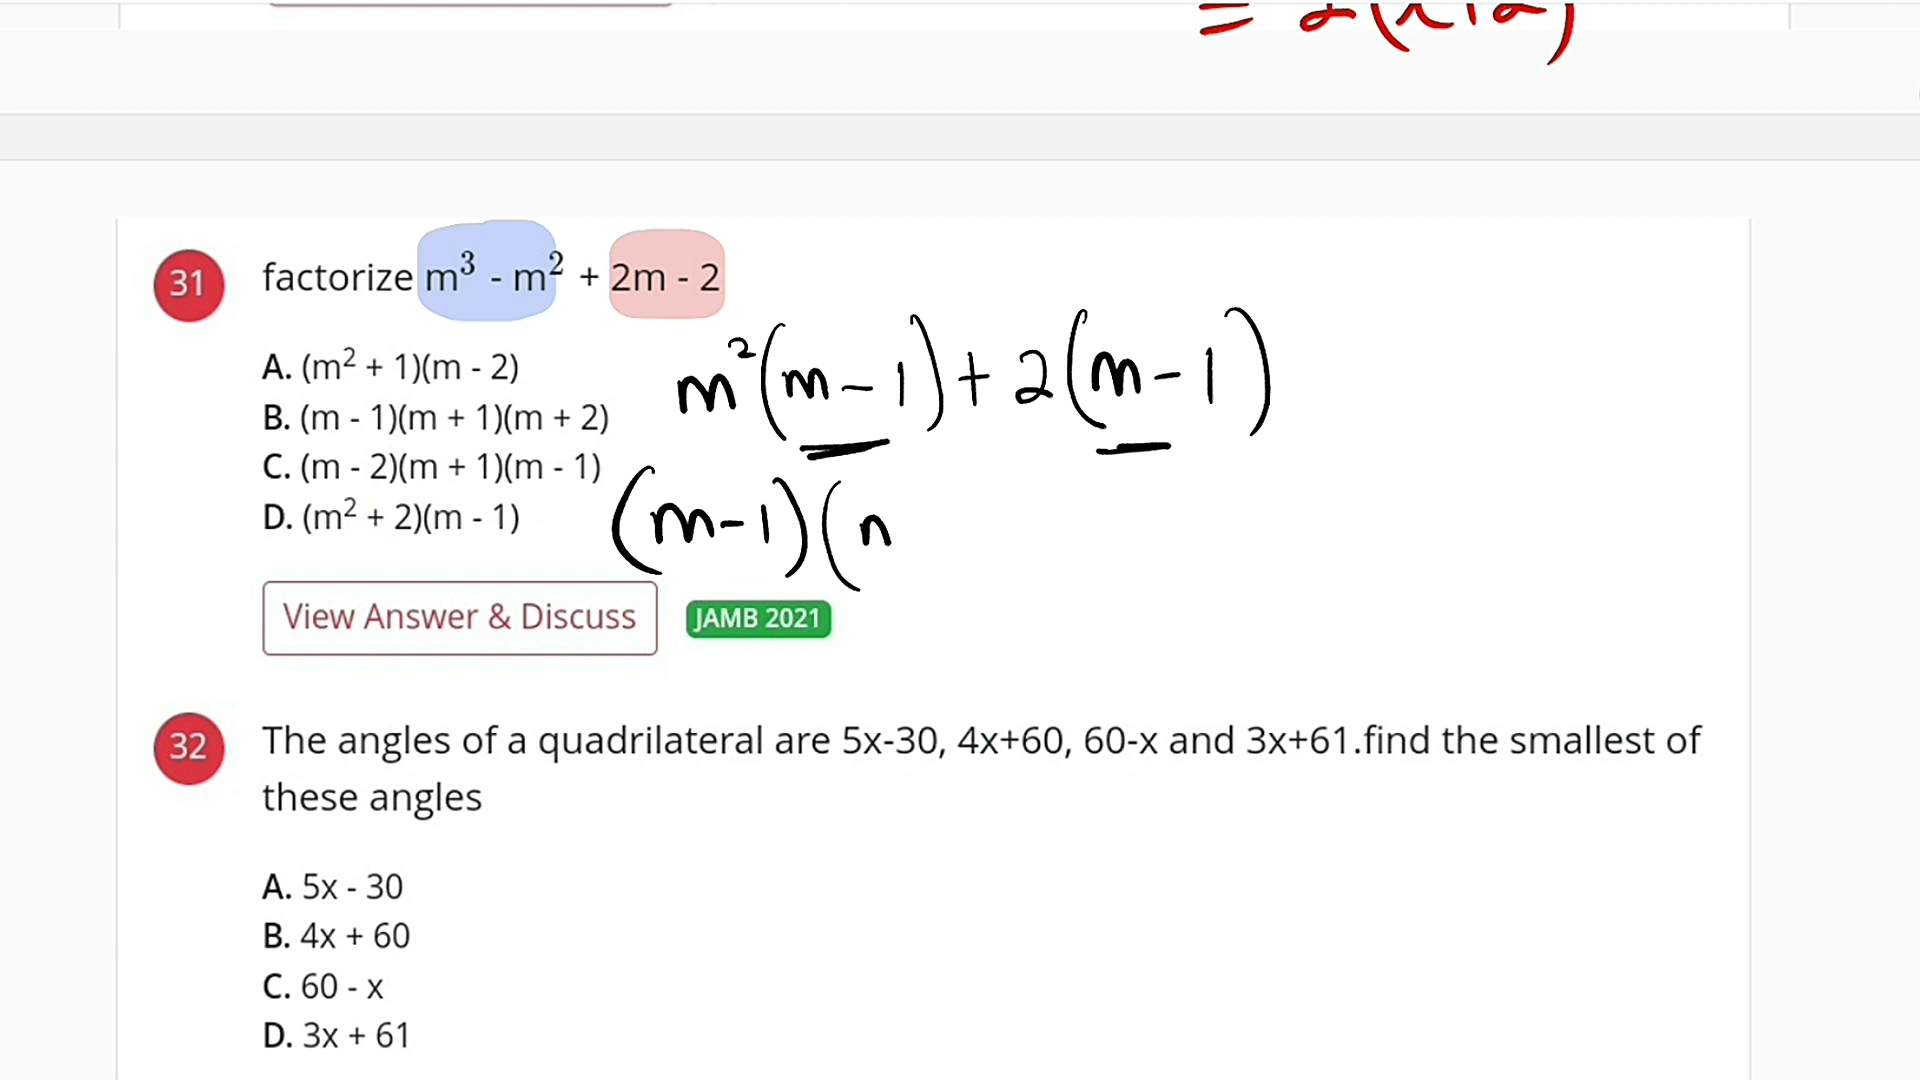 31 factorize m³ - m² + 2m - 2
A. (m² + 1)(m - 2)
B. (m - 1)(m + 1)(m + 2)
C. (m - 2)(m + 1)(m - 1)
D. (m² + 2)(m - 1)
m²(m-1)+2(m-1)
(m-1)(n
View Answer & Discuss
JAMB 2021
32 The angles of a quadrilateral are 5x-30, 4x+60, 60-x and 3x+61.find the smallest of
these angles
A. 5x - 30
B. 4x + 60
C. 60 - x
D. 3x + 61